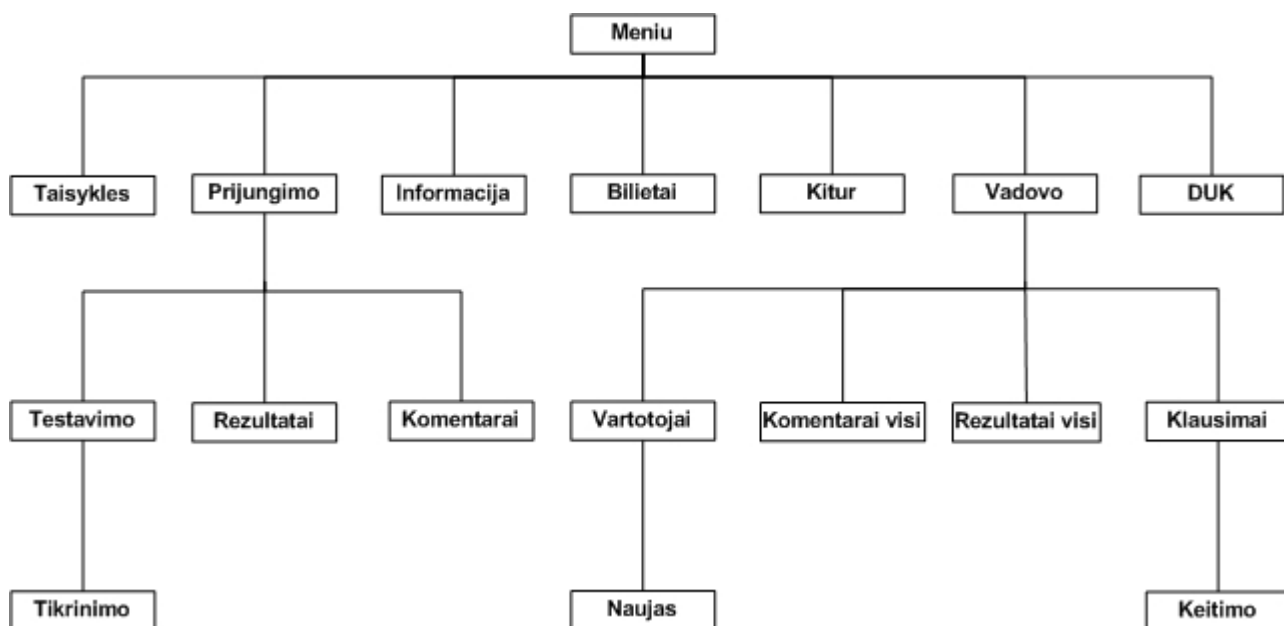 Meniu
Taisykles
Prijungimo
Informacija
Bilietai
Kitur
Vadovo
DUK
Testavimo
Rezultatai
Komentarai
Vartotojai
Komentarai visi
Rezultatai visi
Klausimai
Tikrinimo
Naujas
Keitimo